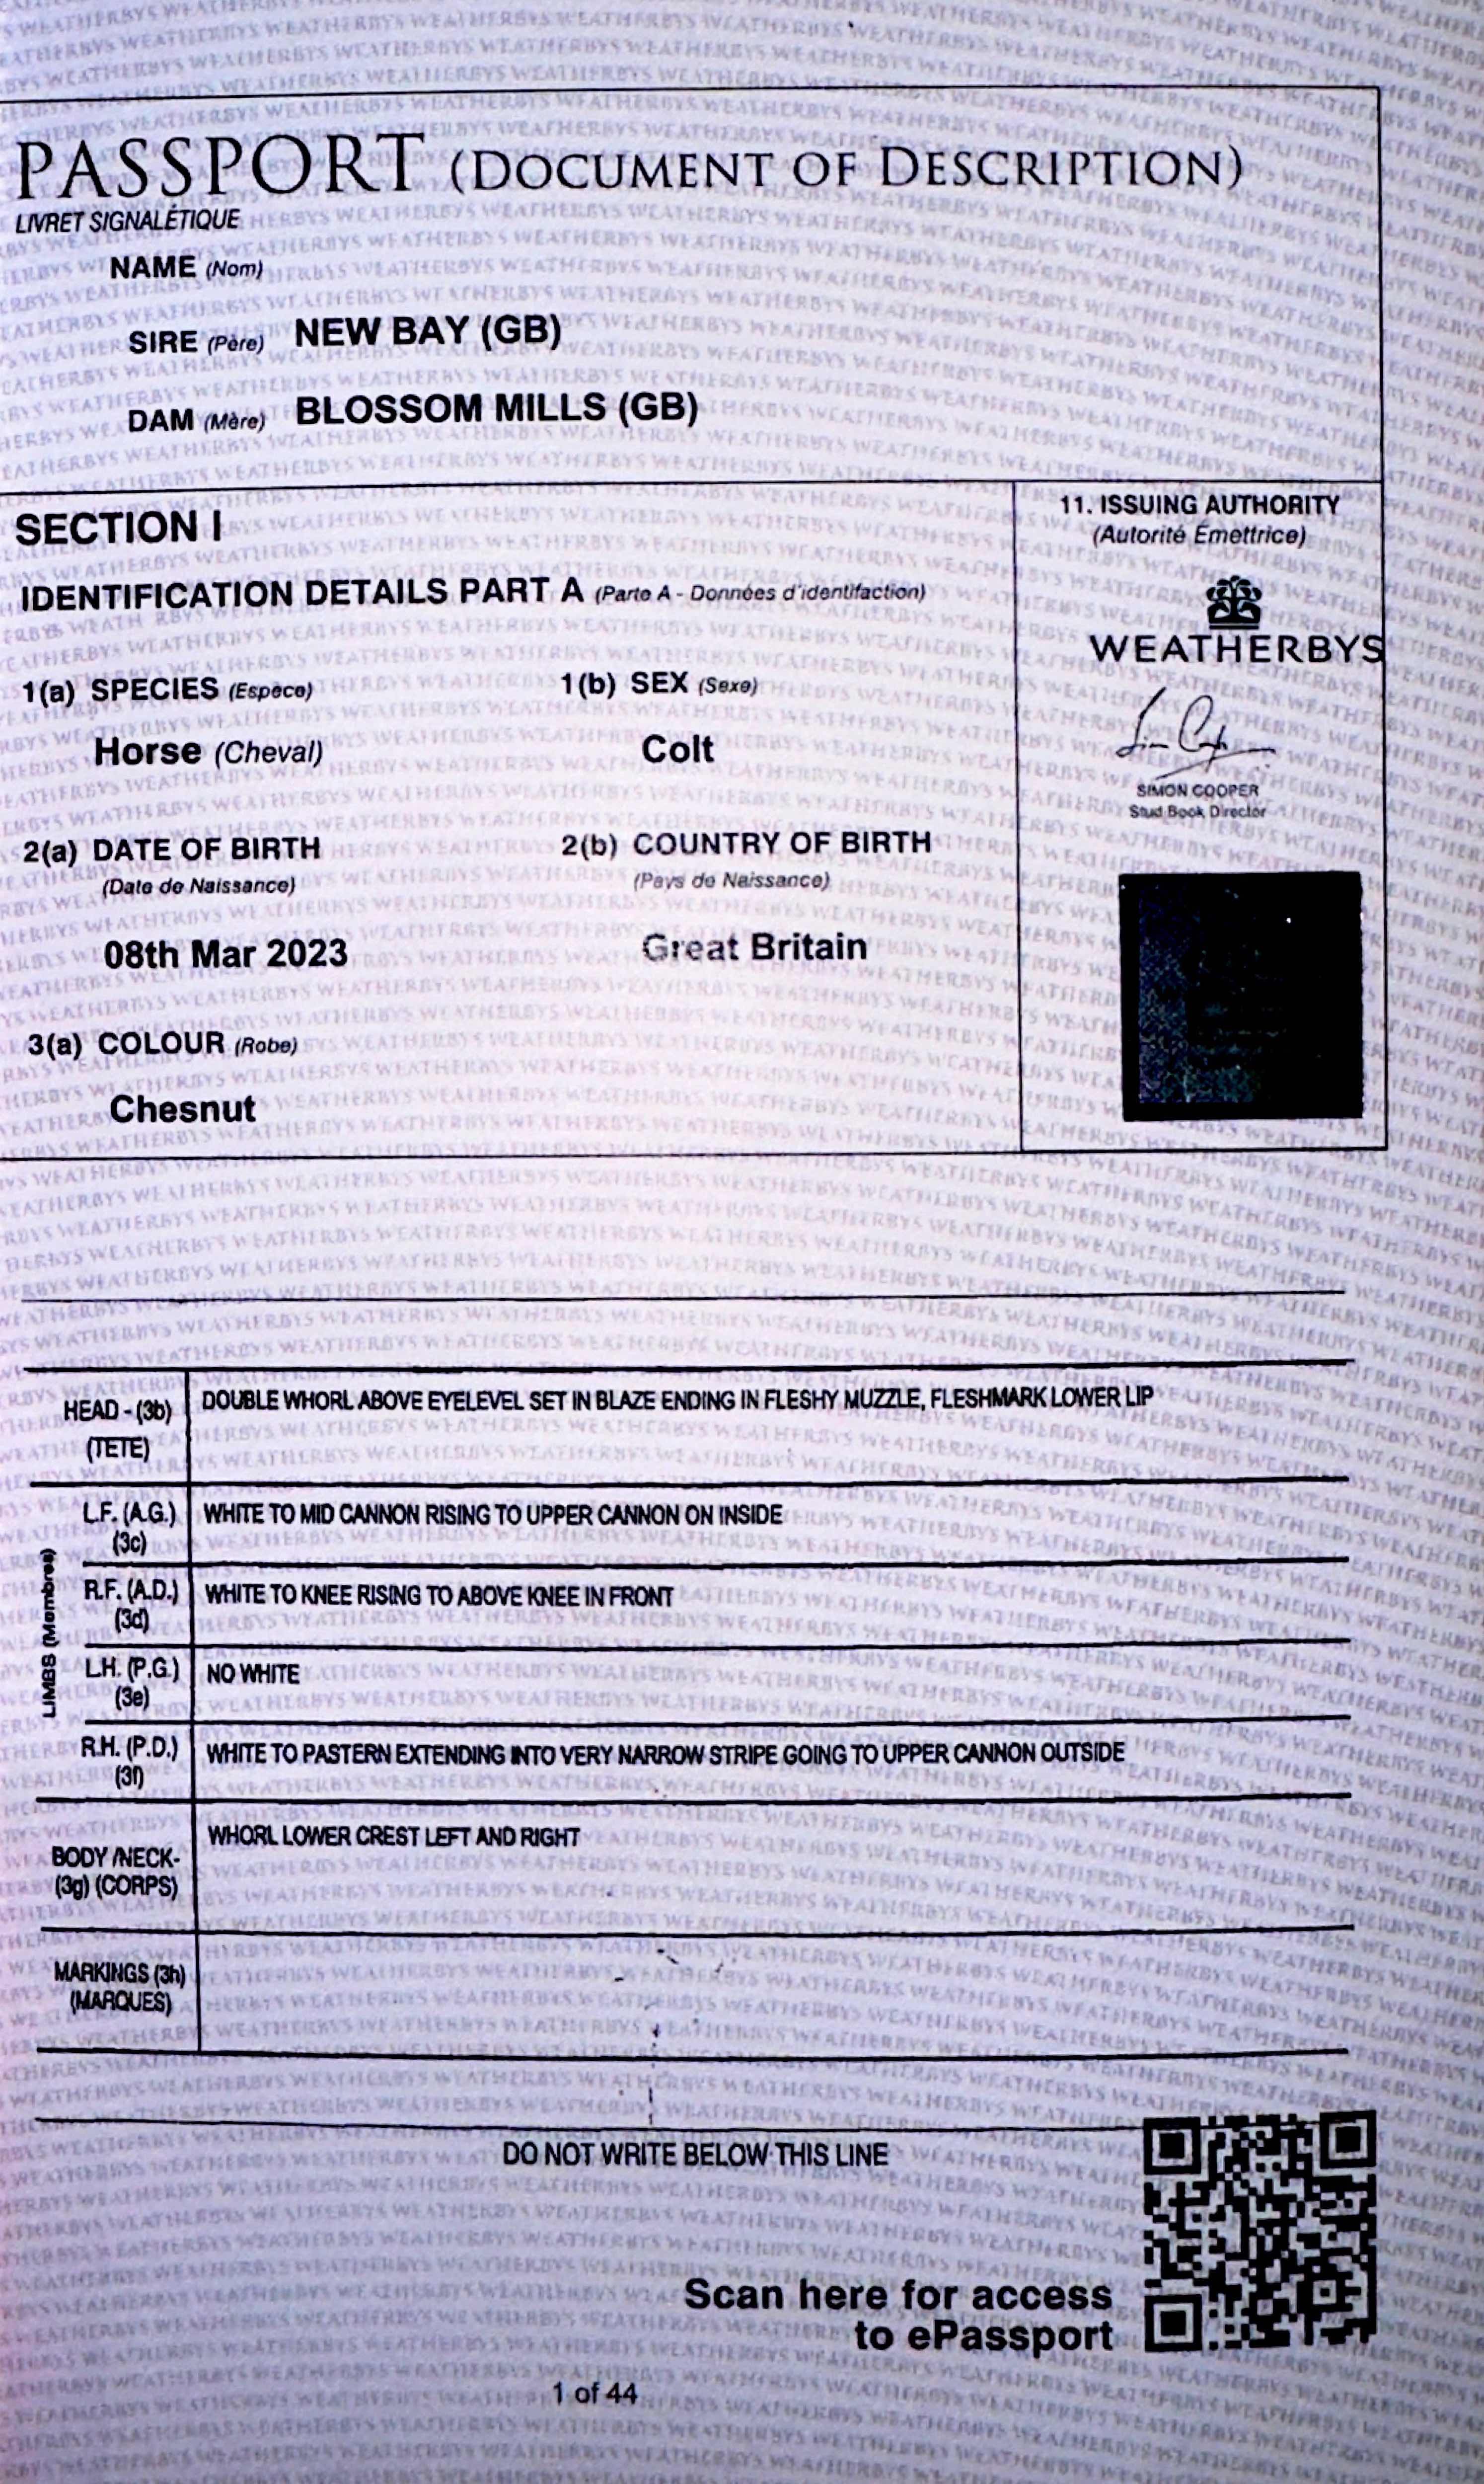 PASSPORT (DOCUMENT OF DESCRIPTION)
LIVRET SIGNALÉTIQUE
NAME (Nom)
SIRE (Père) NEW BAY (GB)
DAM (Mère) BLOSSOM MILLS (GB)
SECTION I
IDENTIFICATION DETAILS PART A (Parte A - Données d'identifaction)
1(a) SPECIES (Espèce) 1(b) SEX (Sexe)
Horse (Cheval) Colt
2(a) DATE OF BIRTH 2(b) COUNTRY OF BIRTH
(Date de Naissance) (Pays de Naissance)
08th Mar 2023 Great Britain
3(a) COLOUR (Robe)
Chesnut
11. ISSUING AUTHORITY
(Autorité Émettrice)
WEATHERBYS
SIMON COOPER
Stud Book Director
HEAD - (3b) DOUBLE WHORL ABOVE EYELEVEL SET IN BLAZE ENDING IN FLESHY MUZZLE, FLESHMARK LOWER LIP
(TETE)
LIMBS (Membres)
L.F. (A.G.) WHITE TO MID CANNON RISING TO UPPER CANNON ON INSIDE
(3c)
R.F. (A.D.) WHITE TO KNEE RISING TO ABOVE KNEE IN FRONT
(3d)
L.H. (P.G.) NO WHITE
(3e)
R.H. (P.D.) WHITE TO PASTERN EXTENDING INTO VERY NARROW STRIPE GOING TO UPPER CANNON OUTSIDE
(3f)
WHORL LOWER CREST LEFT AND RIGHT
BODY /NECK-
(3g) (CORPS)
MARKINGS (3h)
(MARQUES)
DO NOT WRITE BELOW THIS LINE
Scan here for access
to ePassport
1 of 44